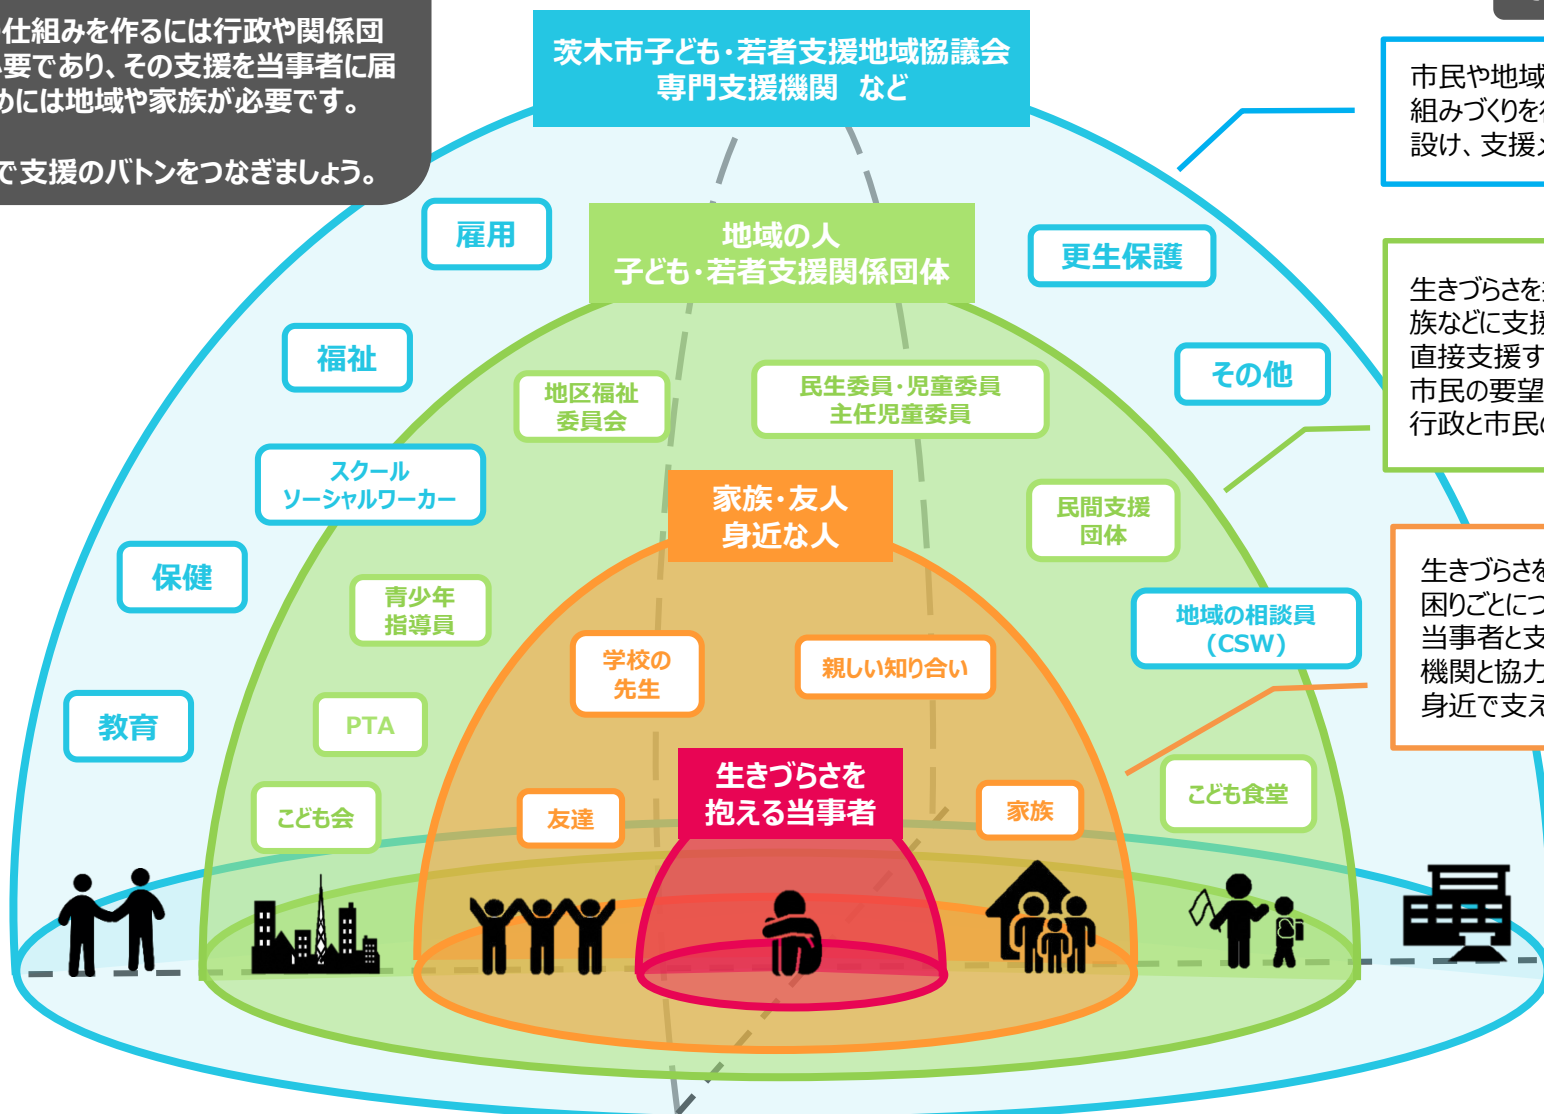 仕組みを作るには行政や関係団
要であり、その支援を当事者に届
めには地域や家族が必要です。
で支援のバトンをつなぎましょう。
茨木市子ども・若者支援地域協議会
専門支援機関 など
市民や地域
組みづくりを
設け、支援
雇用
地域の人
子ども・若者支援関係団体
更生保護
生きづらさを
族などに支援
直接支援す
市民の要望
行政と市民の
福祉
地区福祉
委員会
民生委員・児童委員
主任児童委員
その他
スクール
ソーシャルワーカー
家族・友人
身近な人
民間支援
団体
保健
青少年
指導員
地域の相談員
(CSW)
生きづらさを
困りごとにつ
当事者と支
機関と協力
身近で支え
学校の
先生
親しい知り合い
教育
PTA
生きづらさを
抱える当事者
こども会
友達
家族
こども食堂